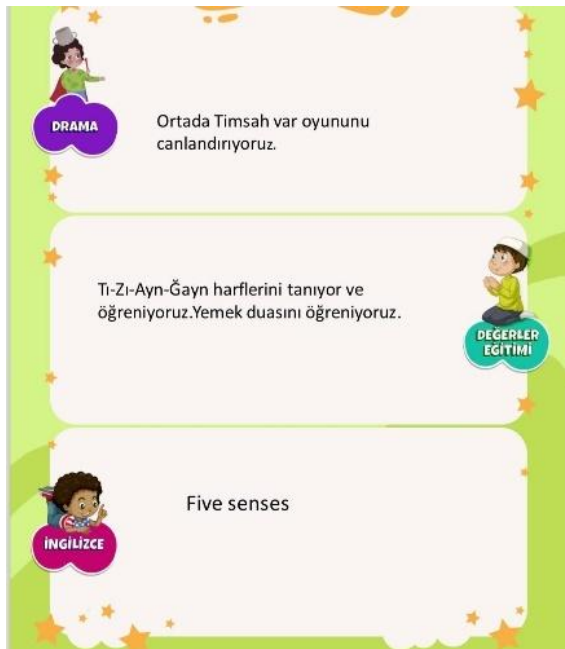 DRAMA
Ortada Timsah var oyununu
canlandırıyoruz.
Tı-Zı-Ayn-Ğayn harflerini tanıyor ve
öğreniyoruz.Yemek duasını öğreniyoruz.
DEĞERLER
EĞİTİMİ
Five senses
İNGİLİZCE